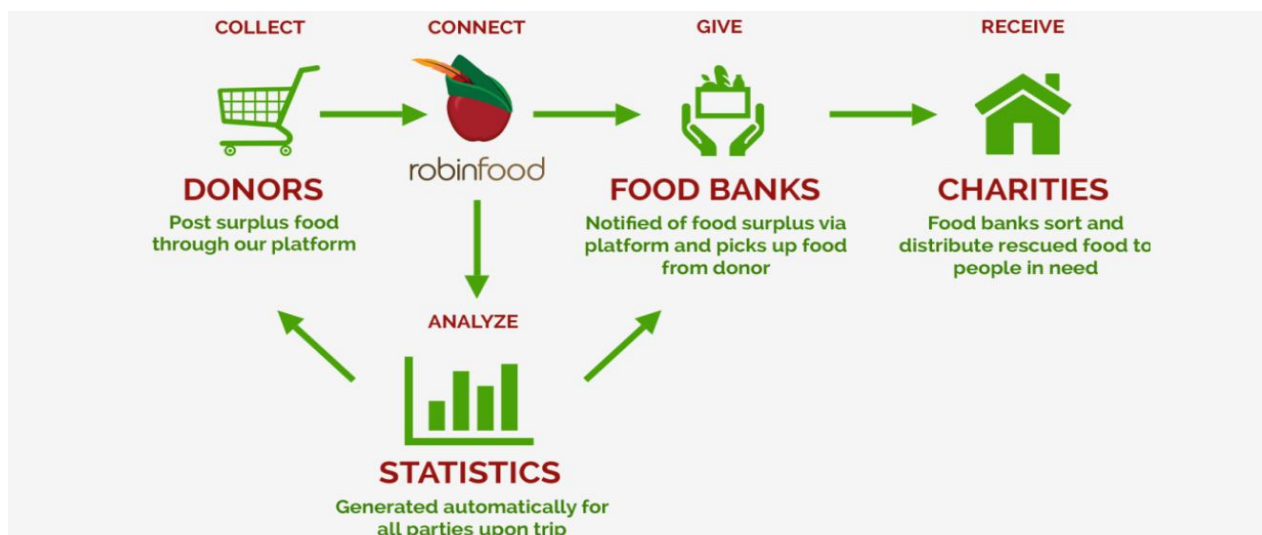 COLLECT
CONNECT
GIVE
RECEIVE
robinfood
DONORS
Post surplus food
through our platform
FOOD BANKS
Notified of food surplus via
platform and picks up food
from donor
CHARITIES
Food banks sort and
distribute rescued food to
people in need
ANALYZE
STATISTICS
Generated automatically for
all parties upon trip